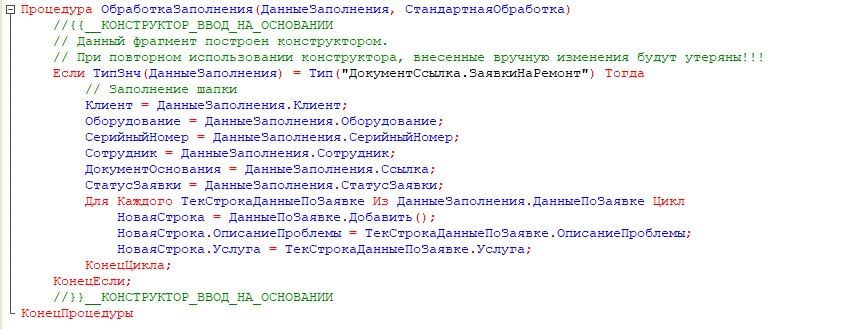 Процедура ОбработкаЗаполнения(ДанныеЗаполнения, СтандартнаяОбработка)
//{{__КОНСТРУКТОР_ВВОД_НА_ОСНОВАНИИ
// Данный фрагмент построен конструктором.
// При повторном использовании конструктора, внесенные вручную изменения будут утеряны!!!
Если ТипЗнч(ДанныеЗаполнения) = Тип("ДокументСсылка.ЗаявкиНаРемонт") Тогда
// Заполнение шапки
Клиент = ДанныеЗаполнения.Клиент;
Оборудование = ДанныеЗаполнения.Оборудование;
СерийныйНомер = ДанныеЗаполнения.СерийныйНомер;
Сотрудник = ДанныеЗаполнения.Сотрудник;
ДокументОснования = ДанныеЗаполнения.Ссылка;
СтатусЗаявки = ДанныеЗаполнения.СтатусЗаявки;
Для Каждого ТекСтрокаДанныеПоЗаявке Из ДанныеЗаполнения.ДанныеПоЗаявке Цикл
НоваяСтрока = ДанныеПоЗаявке.Добавить();
НоваяСтрока.ОписаниеПроблемы = ТекСтрокаДанныеПоЗаявке.ОписаниеПроблемы;
НоваяСтрока.Услуга = ТекСтрокаДанныеПоЗаявке.Услуга;
КонецЦикла;
КонецЕсли;
//}}__КОНСТРУКТОР_ВВОД_НА_ОСНОВАНИИ
КонецПроцедуры